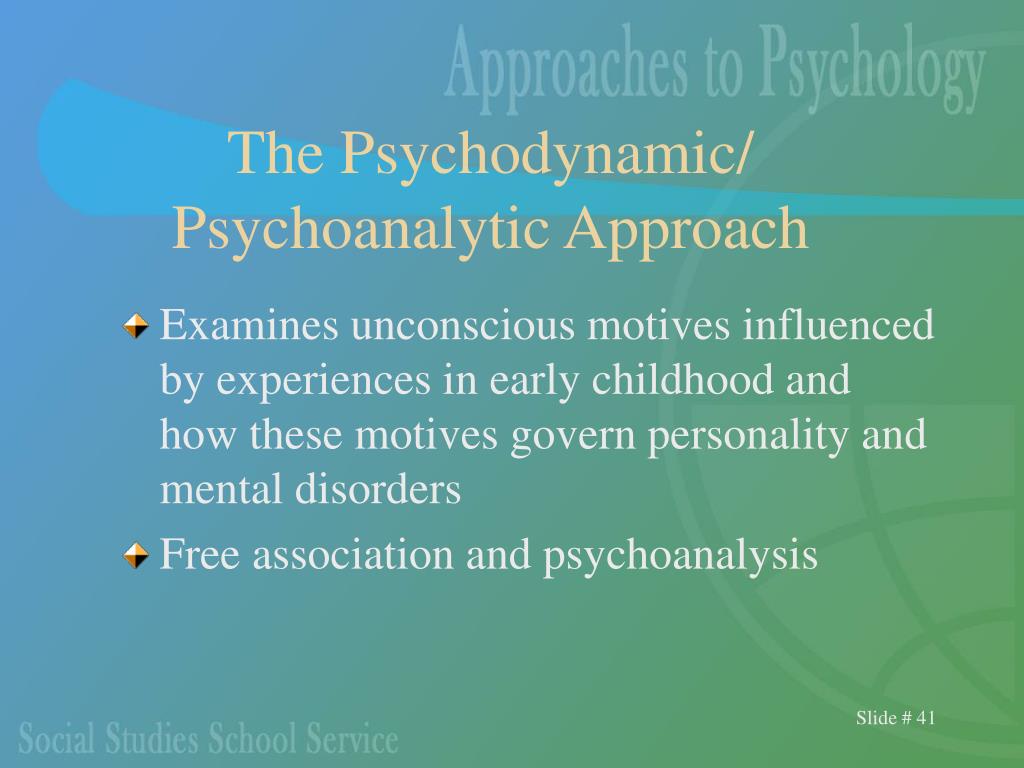 Approaches to Psychology
The Psychodynamic/
Psychoanalytic Approach
Examines unconscious motives influenced
by experiences in early childhood and
how these motives govern personality and
mental disorders
Free association and psychoanalysis
Slide # 41
Social Studies School Service